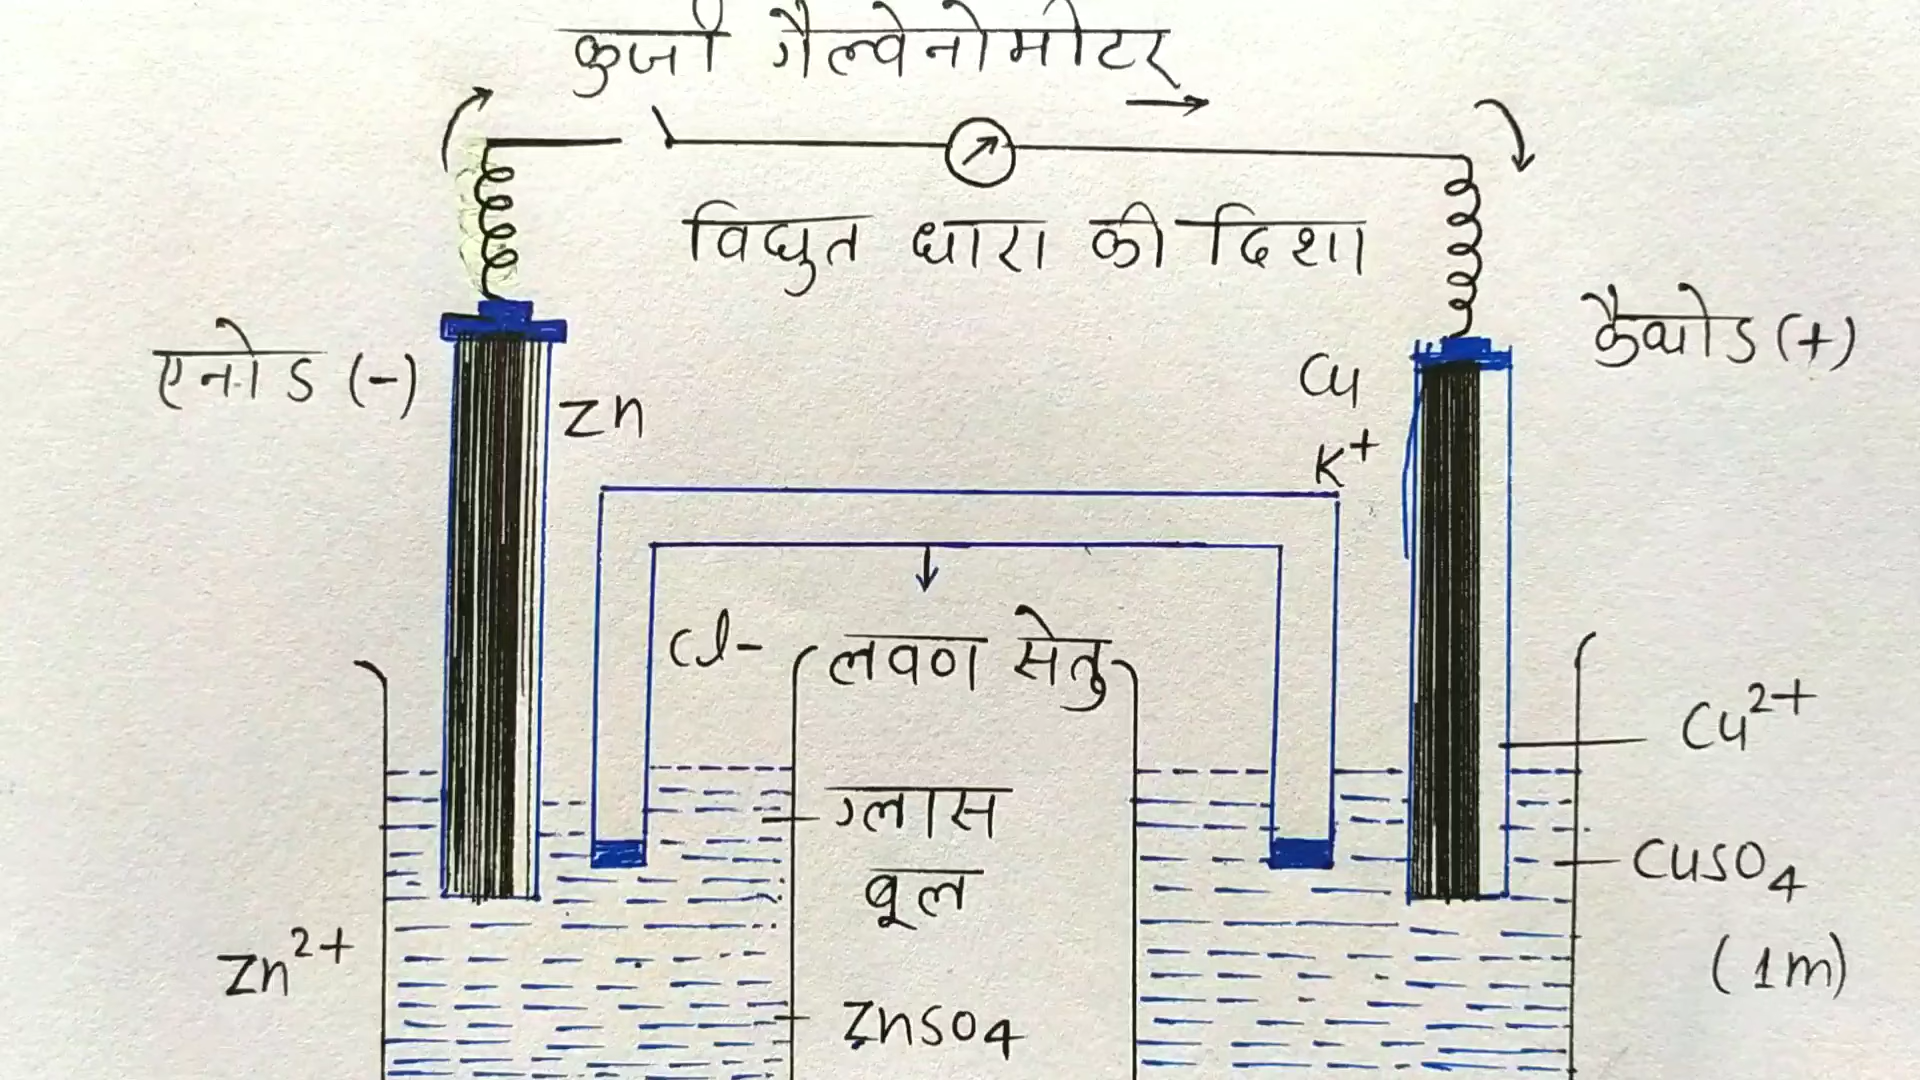 कुजी गैल्वेनोमीटर
विद्युत धारा की दिशा
एनोड (-)
कैथोड (+)
Zn
Cu
K+
Cl-
लवण सेतु
Cu2+
ग्लास
वूल
CuSO4
(1m)
Zn2+
ZnSO4